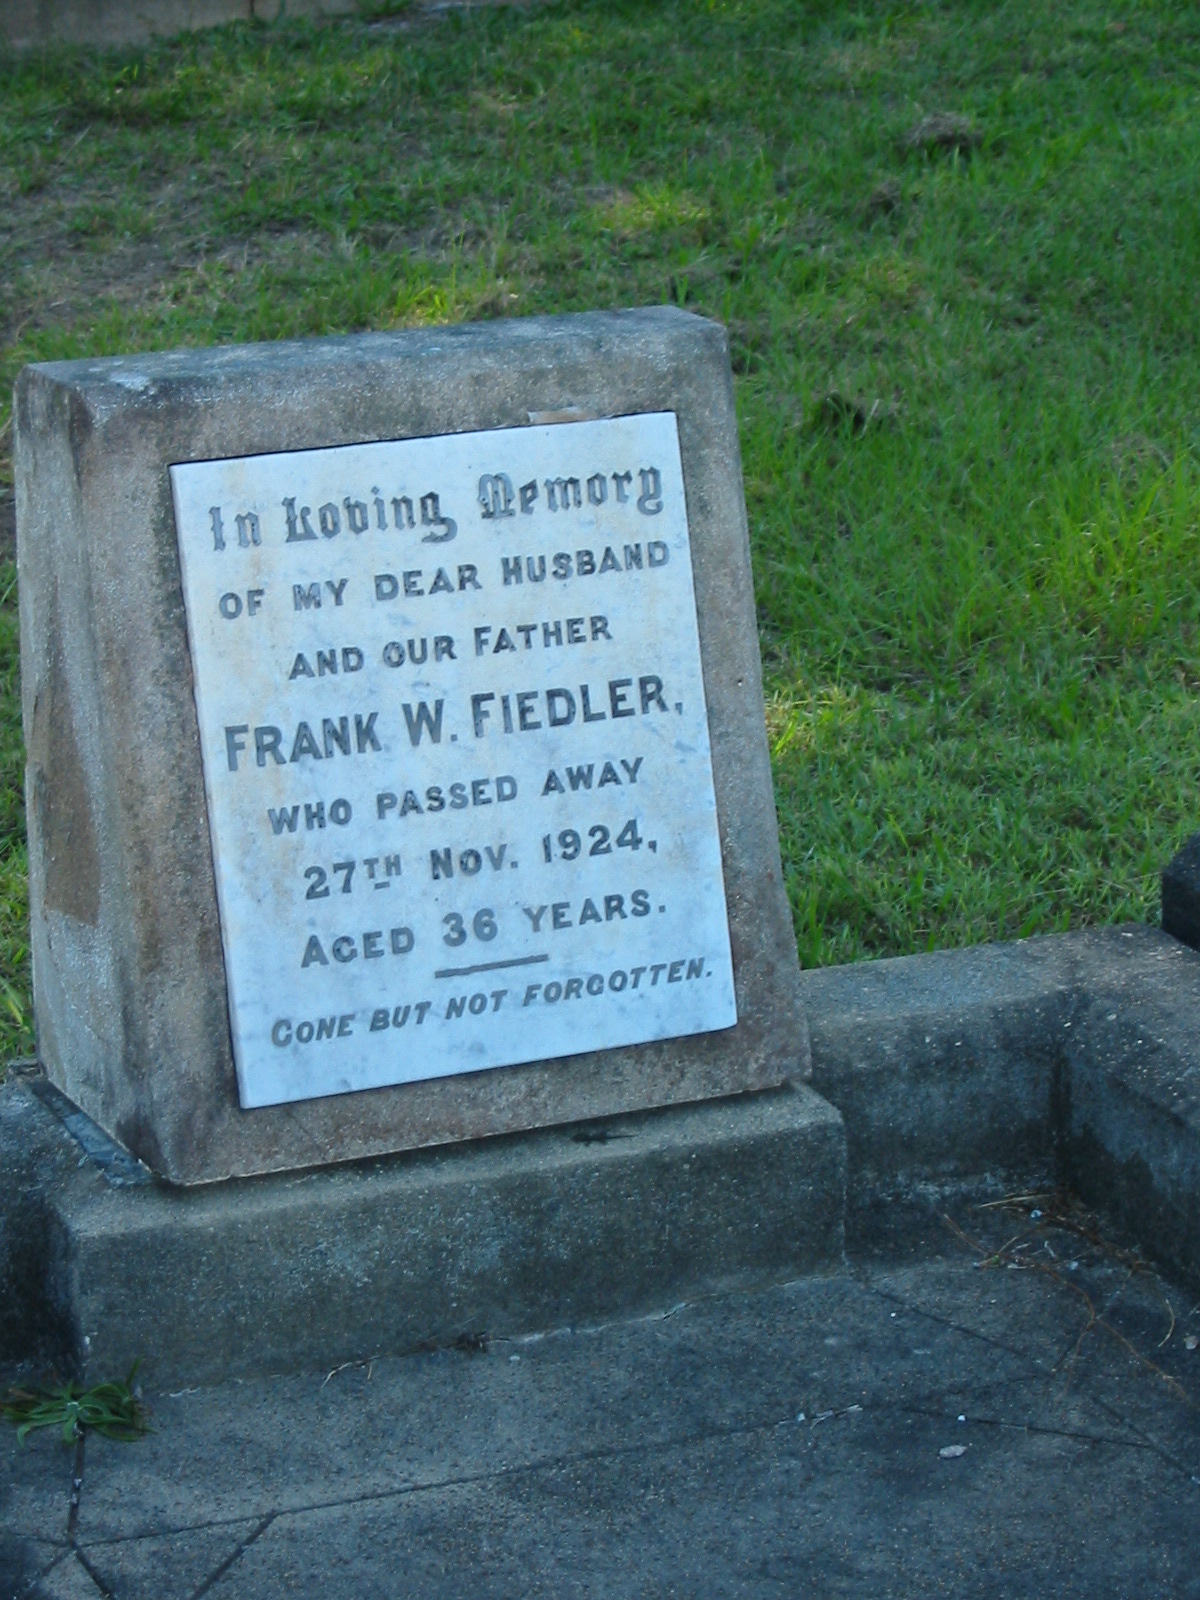 In Loving Memory
OF MY DEAR HUSBAND
AND OUR FATHER
FRANK W. FIEDLER,
WHO PASSED AWAY
27TH NOV. 1924,
AGED 36 YEARS.
GONE BUT NOT FORGOTTEN.